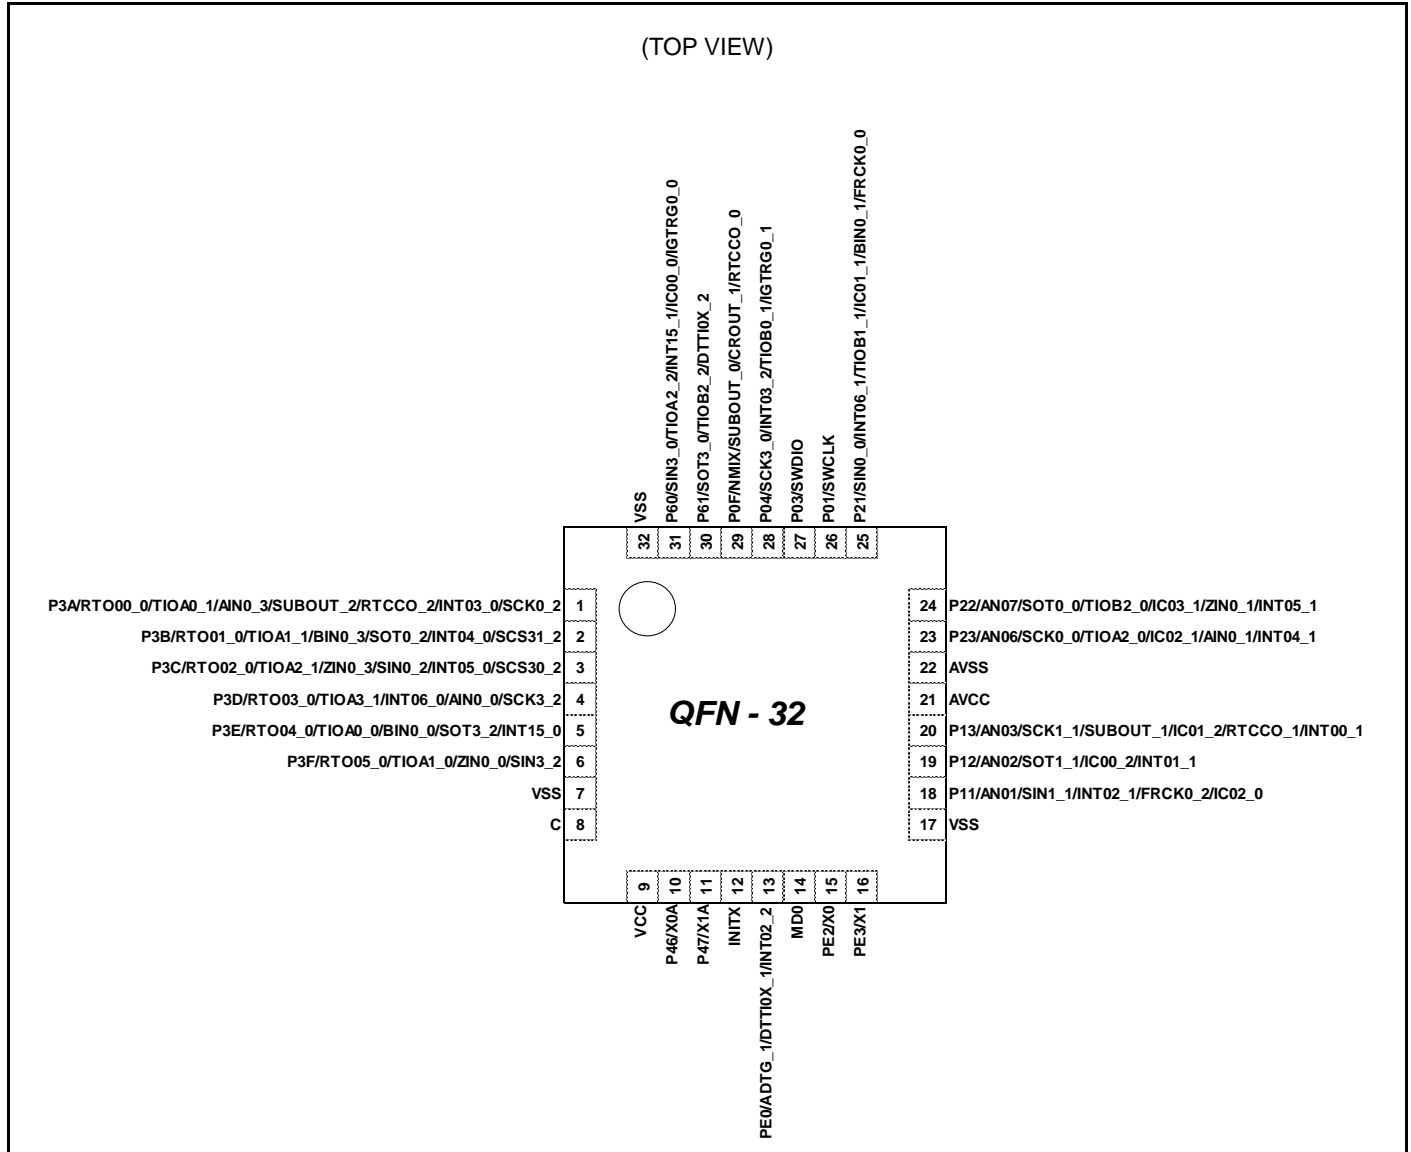 (TOP VIEW)
VSS
P60/SIN3_0/TIOA2_2/INT15_1/IC00_0/IGTRG0_0
P61/SOT3_0/TIOB2_2/DTTI0X_2
P0F/NMIX/SUBOUT_0/CROUT_1/RTCCO_0
P04/SCK3_0/INT03_2/TIOB0_1/IGTRG0_1
P03/SWDIO
P01/SWCLK
P21/SIN0_0/INT06_1/TIOB1_1/IC01_1/BIN0_1/FRCK0_0
32 31 30 29 28 27 26 25
P3A/RTO00_0/TIOA0_1/AIN0_3/SUBOUT_2/RTCCO_2/INT03_0/SCK0_2 1
P3B/RTO01_0/TIOA1_1/BIN0_3/SOT0_2/INT04_0/SCS31_2 2
P3C/RTO02_0/TIOA2_1/ZIN0_3/SIN0_2/INT05_0/SCS30_2 3
P3D/RTO03_0/TIOA3_1/INT06_0/AIN0_0/SCK3_2 4
P3E/RTO04_0/TIOA0_0/BIN0_0/SOT3_2/INT15_0 5
P3F/RTO05_0/TIOA1_0/ZIN0_0/SIN3_2 6
VSS 7
C 8
QFN - 32
24 P22/AN07/SOT0_0/TIOB2_0/IC03_1/ZIN0_1/INT05_1
23 P23/AN06/SCK0_0/TIOA2_0/IC02_1/AIN0_1/INT04_1
22 AVSS
21 AVCC
20 P13/AN03/SCK1_1/SUBOUT_1/IC01_2/RTCCO_1/INT00_1
19 P12/AN02/SOT1_1/IC00_2/INT01_1
18 P11/AN01/SIN1_1/INT02_1/FRCK0_2/IC02_0
17 VSS
9 10 11 12 13 14 15 16
VCC
P46/X0A
P47/X1A
INITX
PE0/ADTG_1/DTTI0X_1/INT02_2
MD0
PE2/X0
PE3/X1